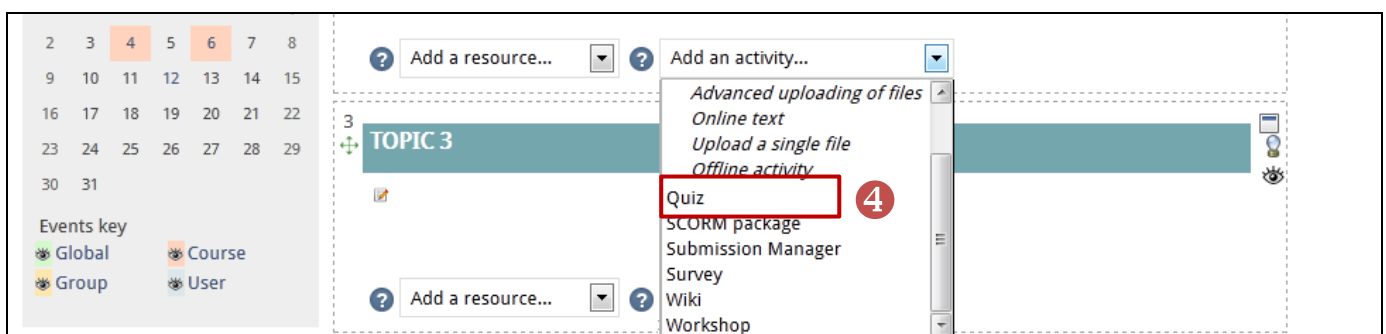 2 3 4 5 6 7 8
9 10 11 12 13 14 15
16 17 18 19 20 21 22
23 24 25 26 27 28 29
30 31
Events key
Global Course
Group User
Add a resource... Add an activity...
Advanced uploading of files
Online text
Upload a single file
Offline activity
Quiz
4
SCORM package
Submission Manager
Survey
Wiki
Workshop
3
TOPIC 3
Add a resource...